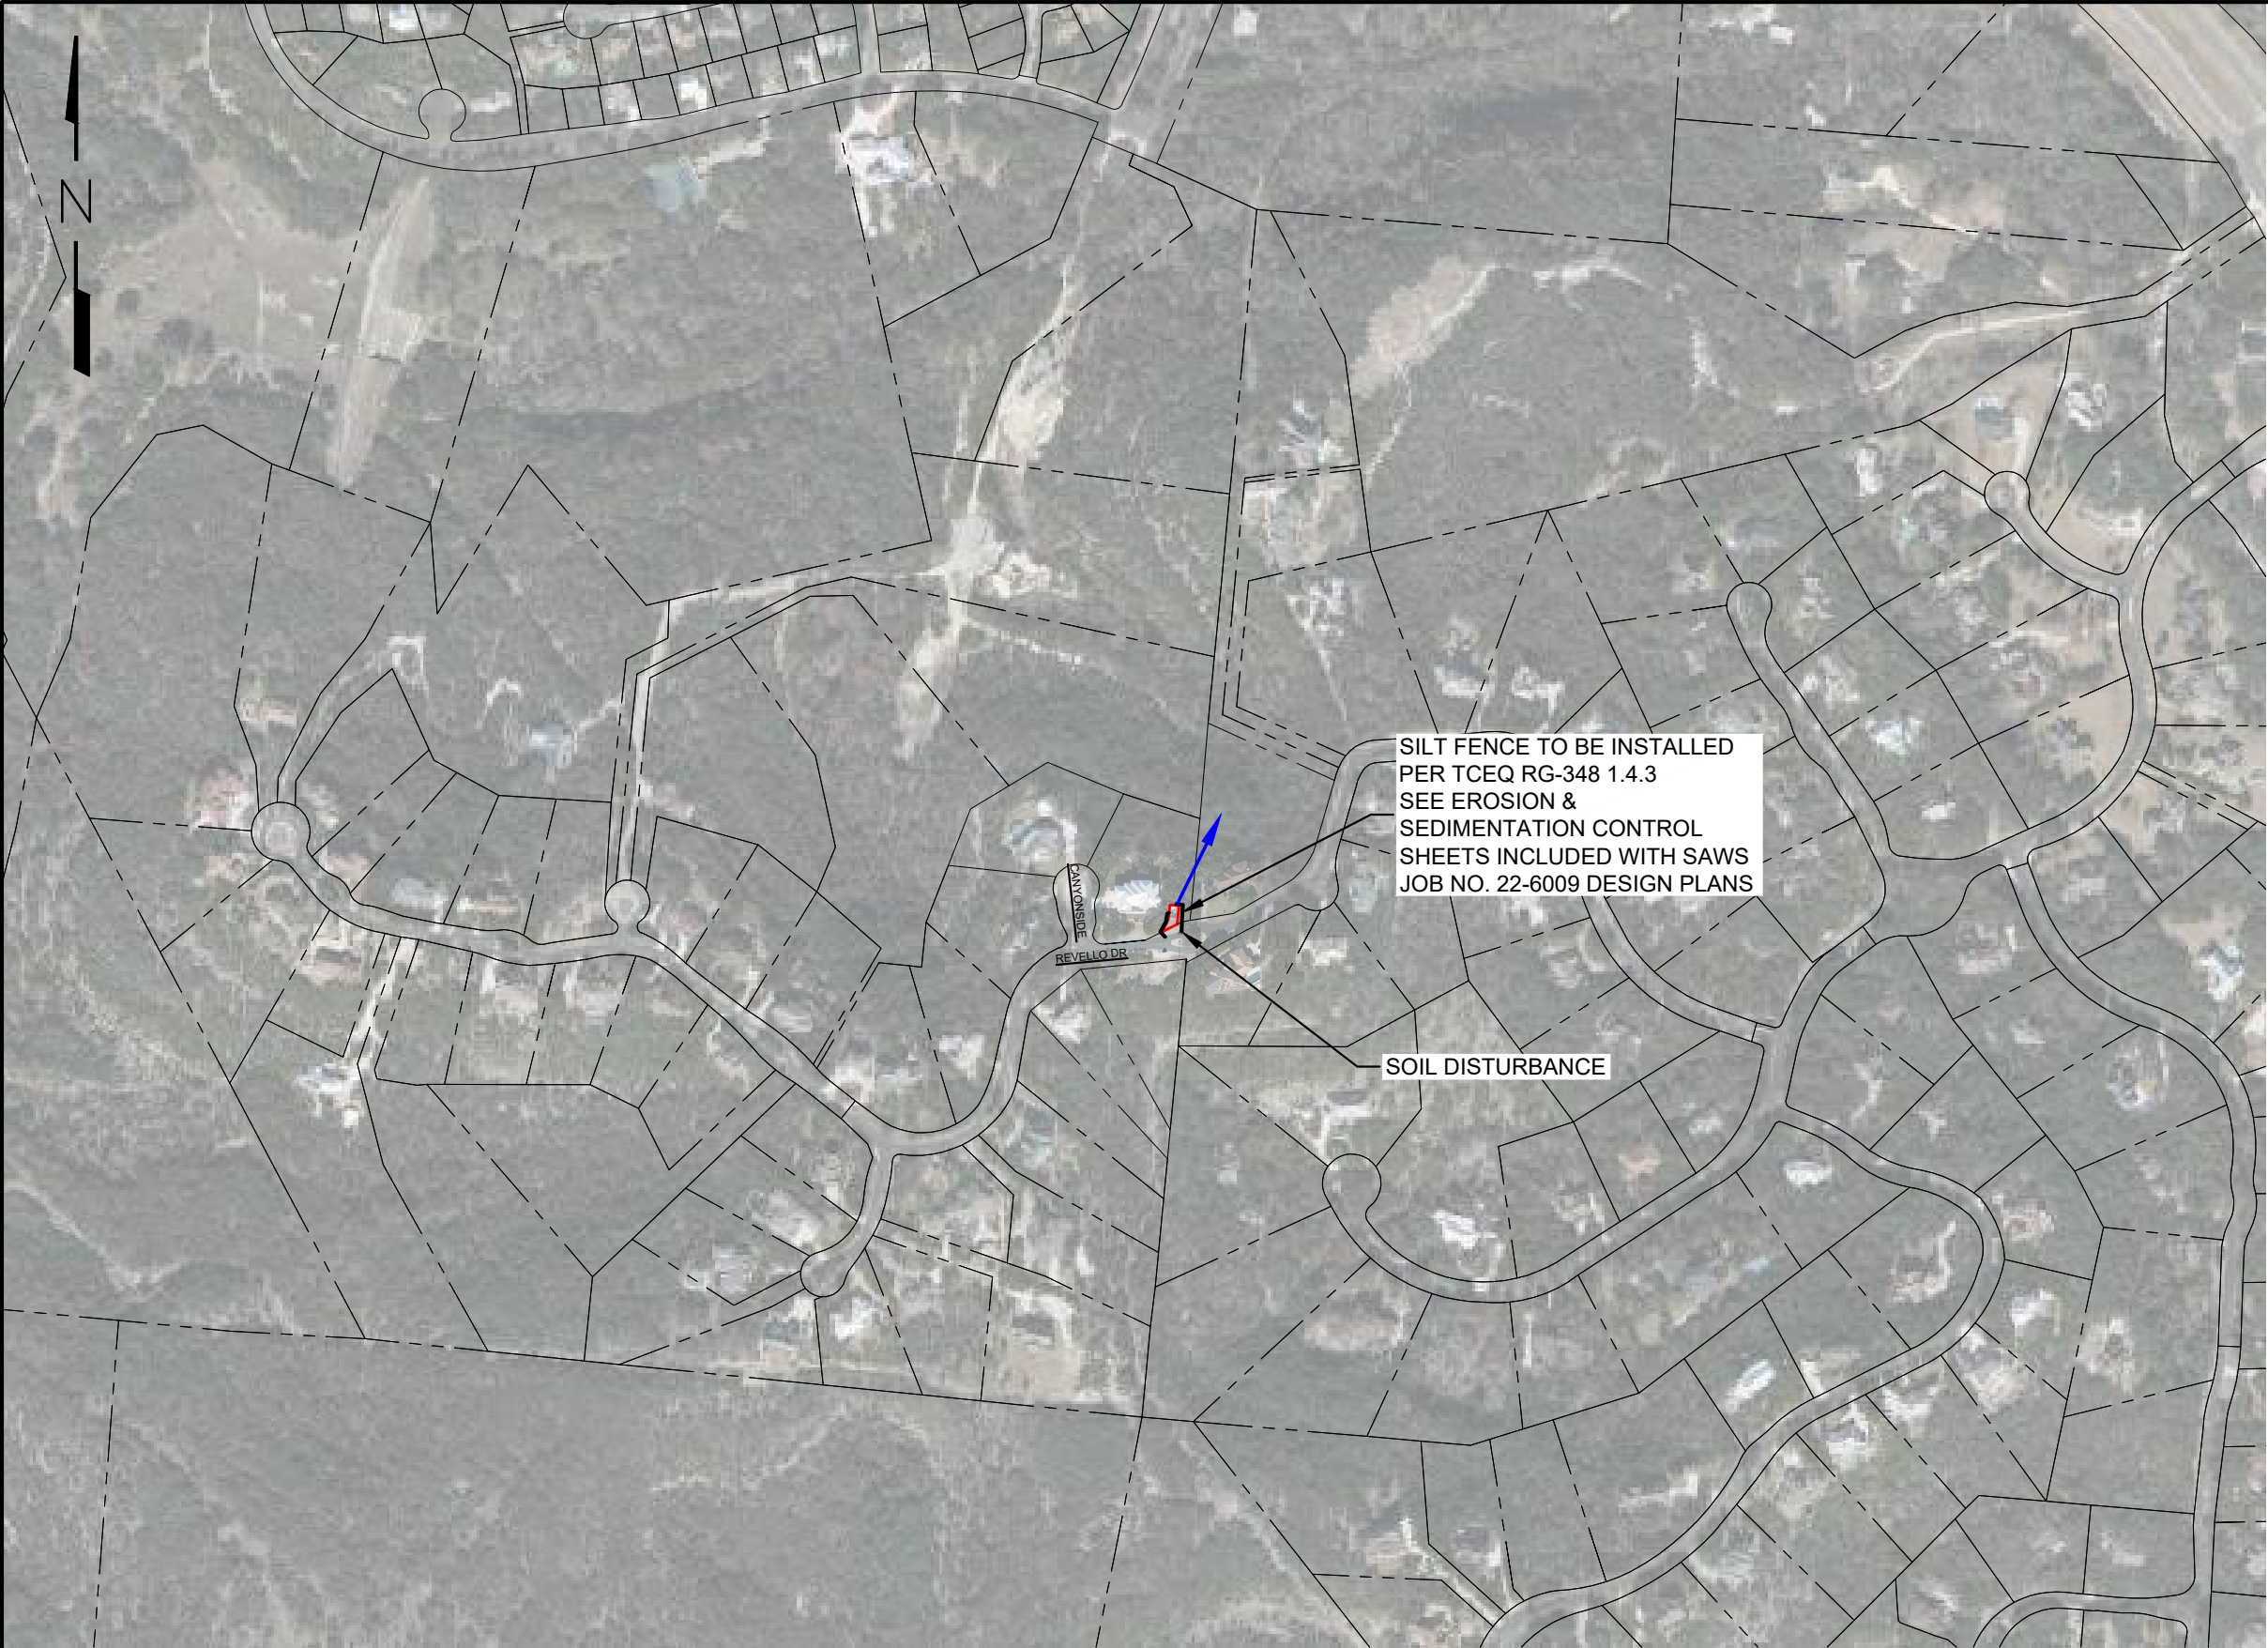 N
SILT FENCE TO BE INSTALLED
PER TCEQ RG-348 1.4.3
SEE EROSION &
SEDIMENTATION CONTROL
SHEETS INCLUDED WITH SAWS
JOB NO. 22-6009 DESIGN PLANS
CANYONSIDE
REVELLO DR
SOIL DISTURBANCE